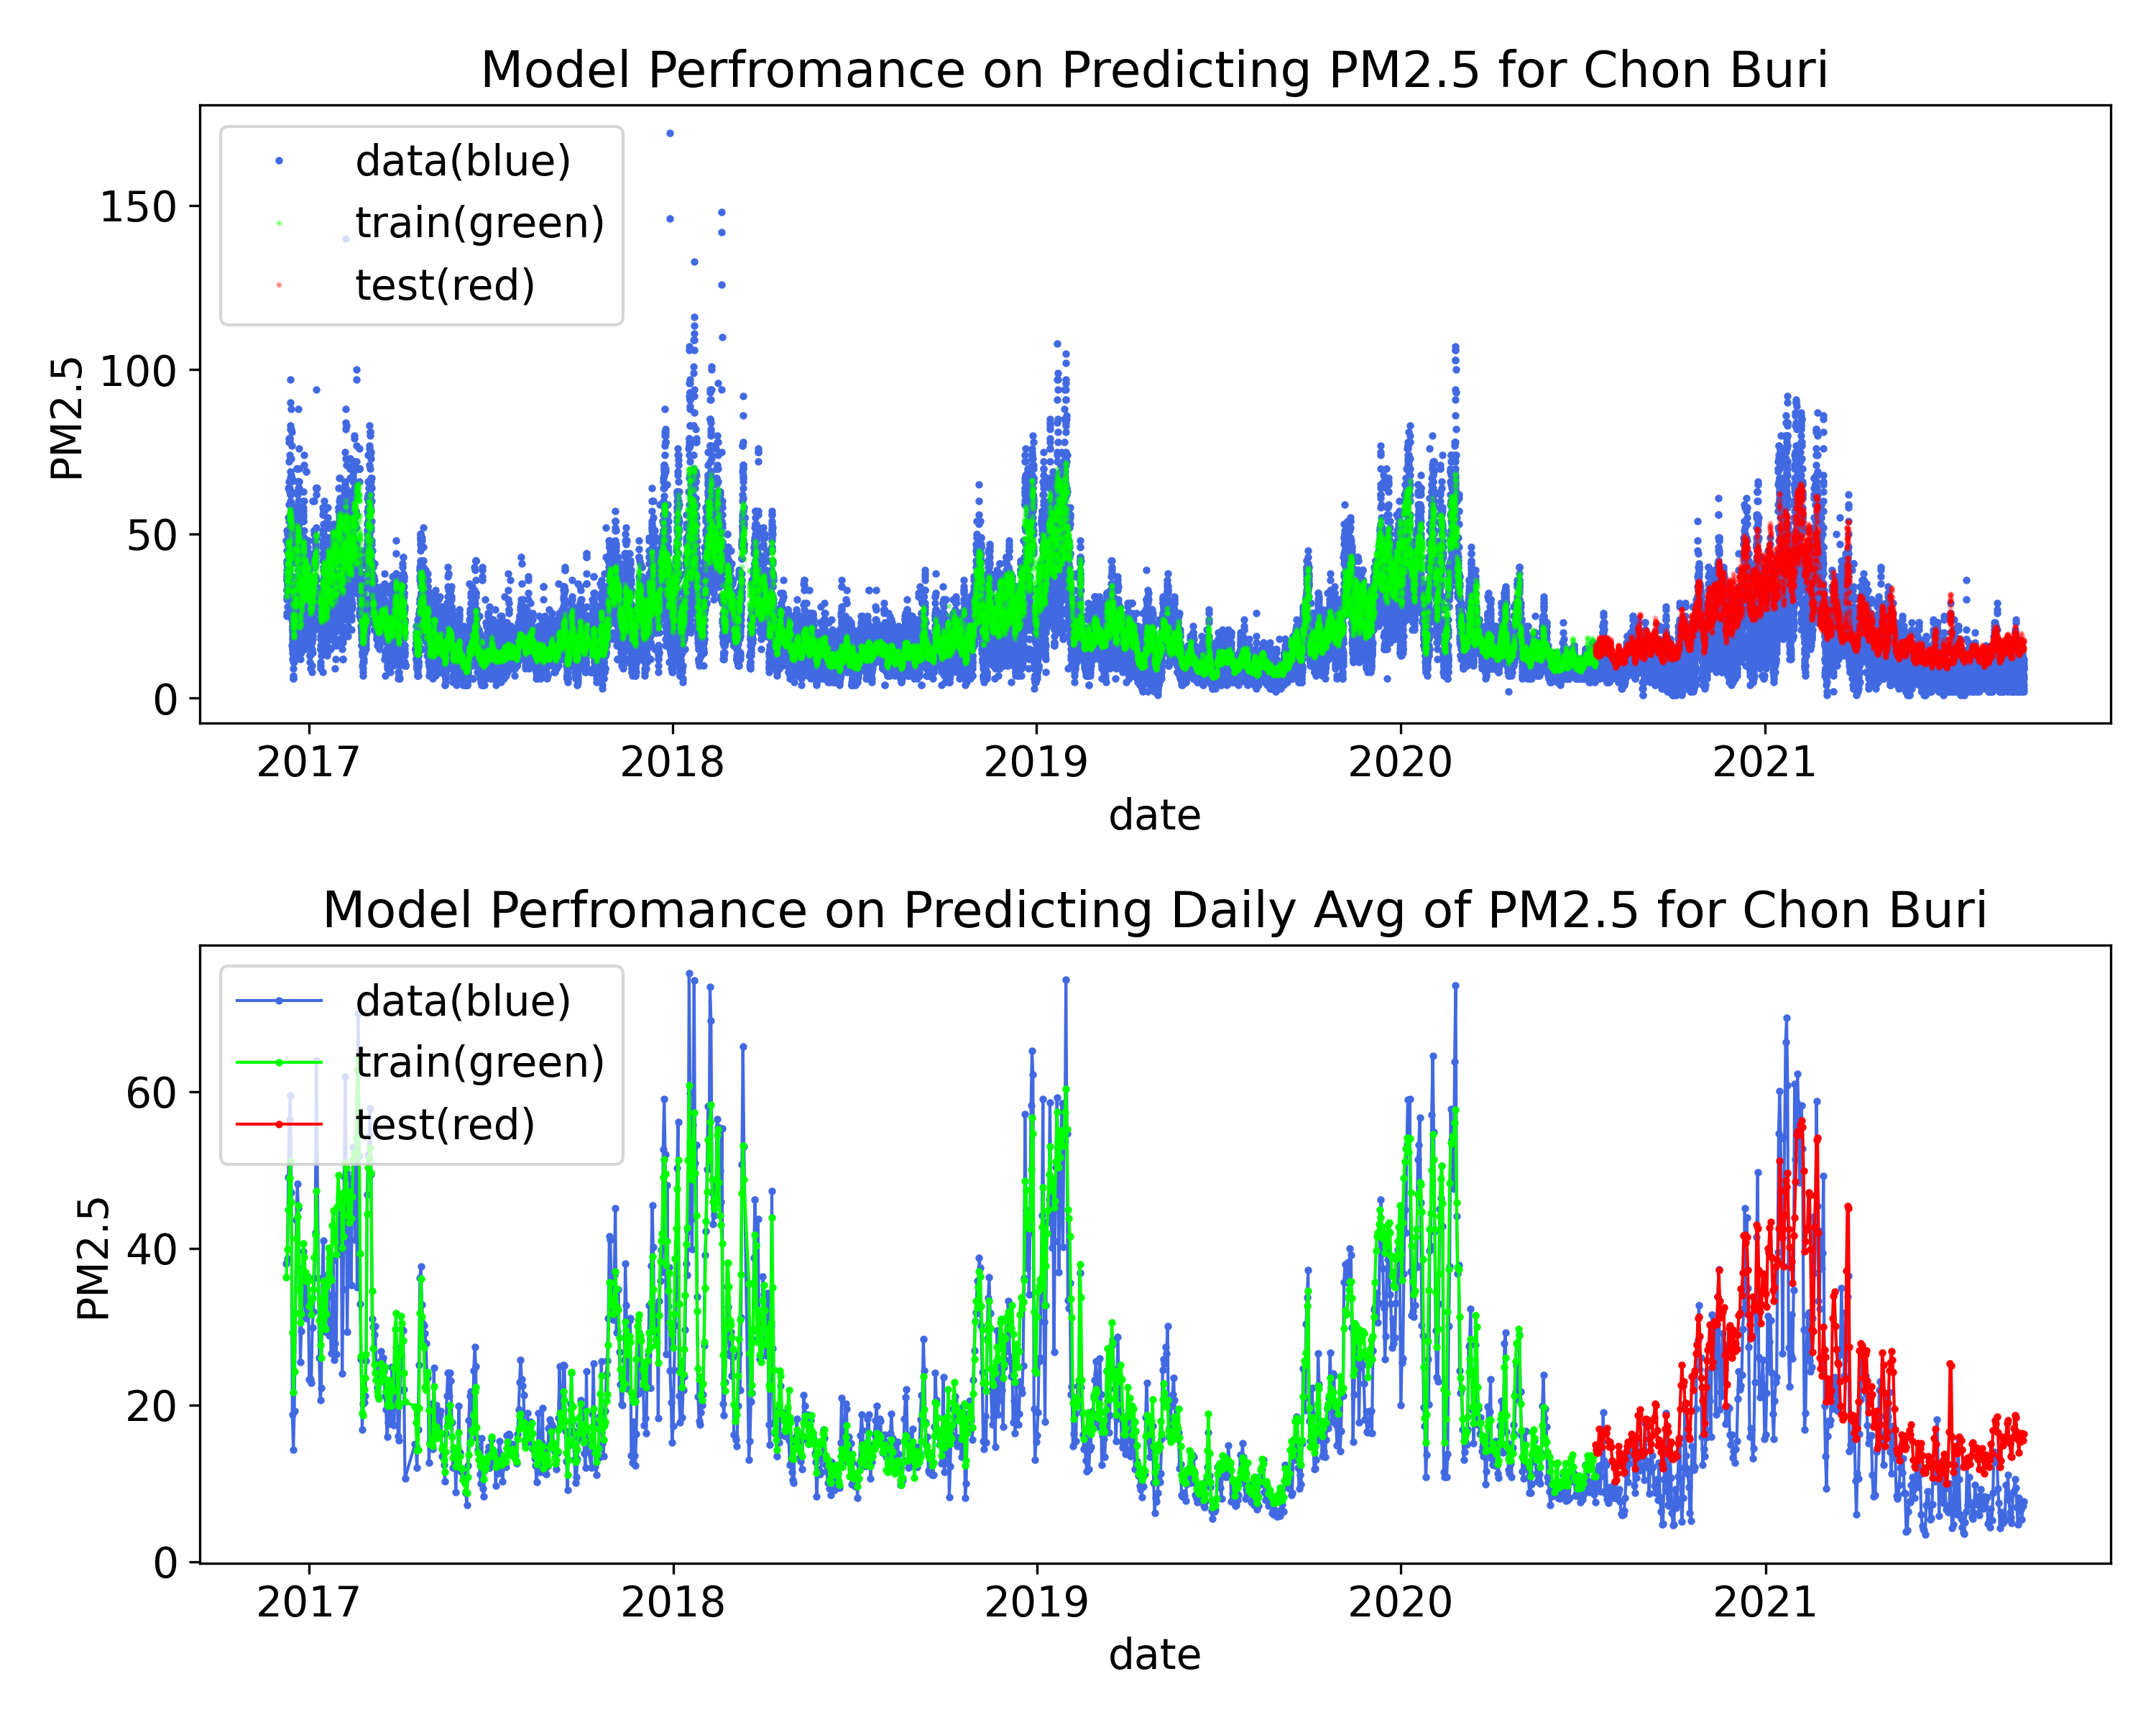 Model Perfromance on Predicting PM2.5 for Chon Buri
data(blue)
train(green)
test(red)
PM2.5
150
100
50
0
2017 2018 2019 2020 2021
date
Model Perfromance on Predicting Daily Avg of PM2.5 for Chon Buri
data(blue)
train(green)
test(red)
PM2.5
60
40
20
0
2017 2018 2019 2020 2021
date